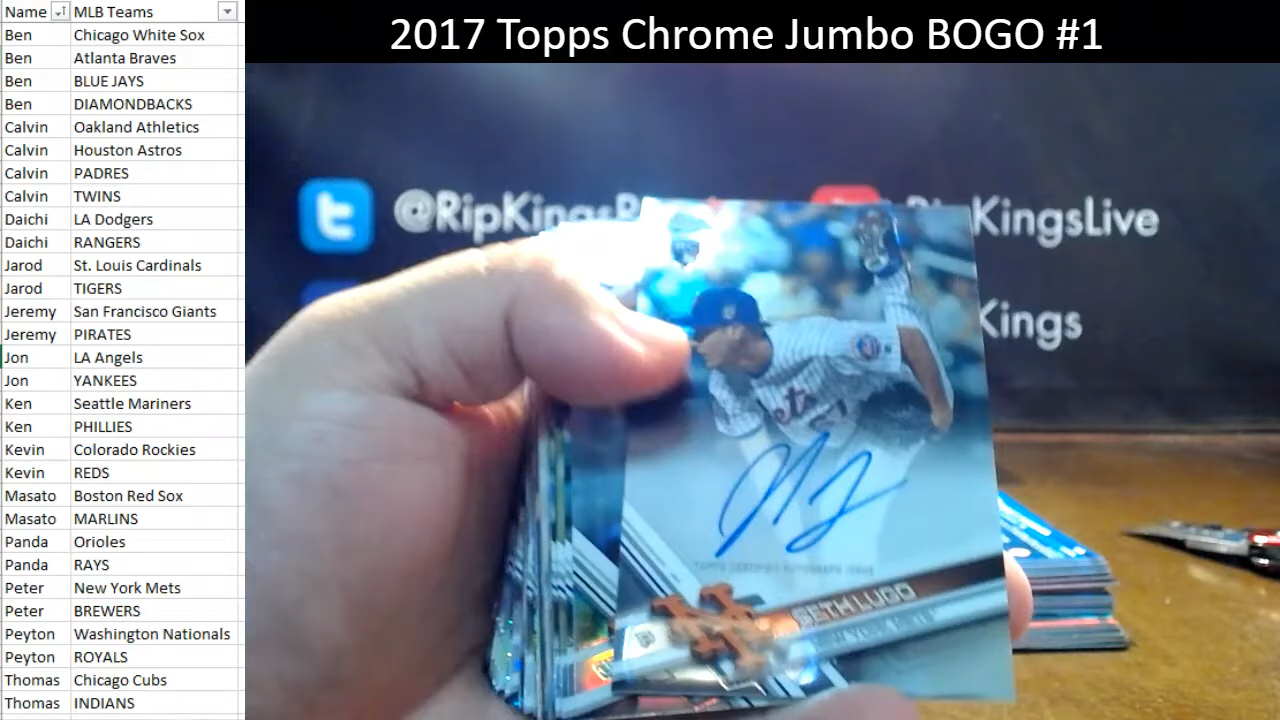 Name MLB Teams
Ben Chicago White Sox
Ben Atlanta Braves
Ben BLUE JAYS
Ben DIAMONDBACKS
Calvin Oakland Athletics
Calvin Houston Astros
Calvin PADRES
Calvin TWINS
Daichi LA Dodgers
Daichi RANGERS
Jarod St. Louis Cardinals
Jarod TIGERS
Jeremy San Francisco Giants
Jeremy PIRATES
Jon LA Angels
Jon YANKEES
Ken Seattle Mariners
Ken PHILLIES
Kevin Colorado Rockies
Kevin REDS
Masato Boston Red Sox
Masato MARLINS
Panda Orioles
Panda RAYS
Peter New York Mets
Peter BREWERS
Peyton Washington Nationals
Peyton ROYALS
Thomas Chicago Cubs
Thomas INDIANS
2017 Topps Chrome Jumbo BOGO #1
TOPPS CERTIFIED AUTOGRAPH ISSUE
SETH LUGO